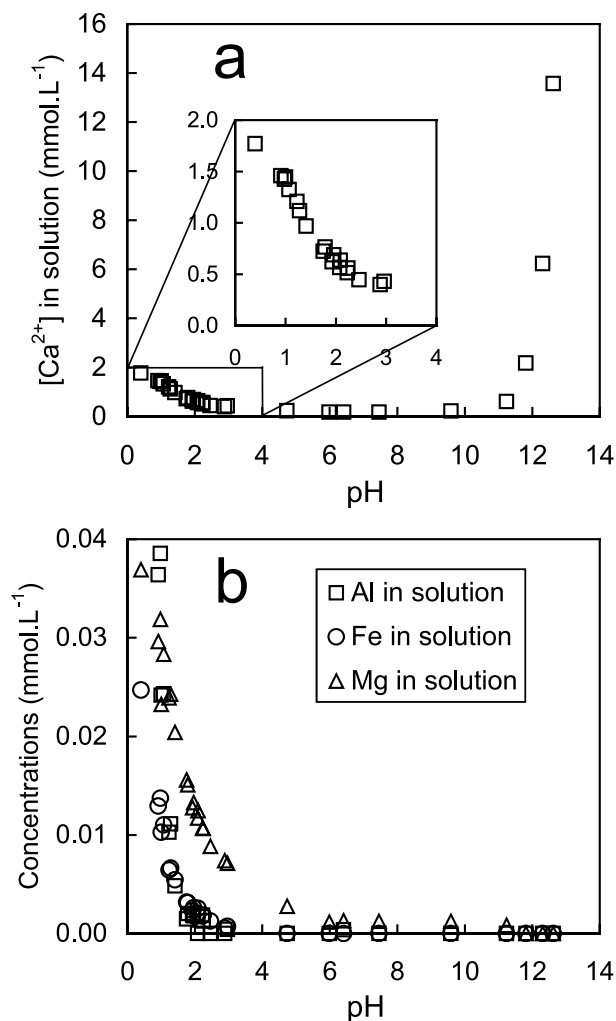 a
[Ca2+] in solution (mmol.L-1)
16
14
12
10
8
6
4
2
0
2.0
1.5
1.0
0.5
0.0
0 1 2 3 4
0 2 4 6 8 10 12 14
pH
b
Concentrations (mmol.L-1)
0.04
0.03
0.02
0.01
0.00
Al in solution
Fe in solution
Mg in solution
0 2 4 6 8 10 12 14
pH